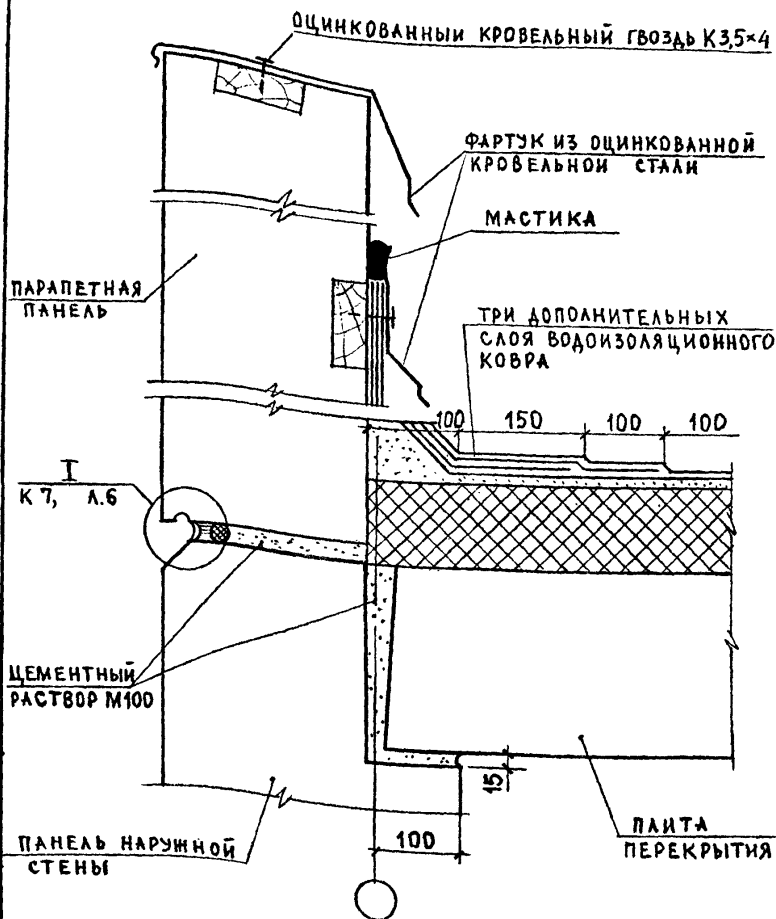 ОЦИНКОВАННЫЙ КРОВЕЛЬНЫЙ ГВОЗДЬ К3,5×4
ФАРТУК ИЗ ОЦИНКОВАННОЙ
КРОВЕЛЬНОЙ СТАЛИ
МАСТИКА
ПАРАПЕТНАЯ
ПАНЕЛЬ
ТРИ ДОПОЛНИТЕЛЬНЫХ
СЛОЯ ВОДОИЗОЛЯЦИОННОГО
КОВРА
100 150 100 100
I
К 7, Л.6
ЦЕМЕНТНЫЙ
РАСТВОР М100
15
100
ПАНЕЛЬ НАРУЖНОЙ
СТЕНЫ
ПЛИТА
ПЕРЕКРЫТИЯ